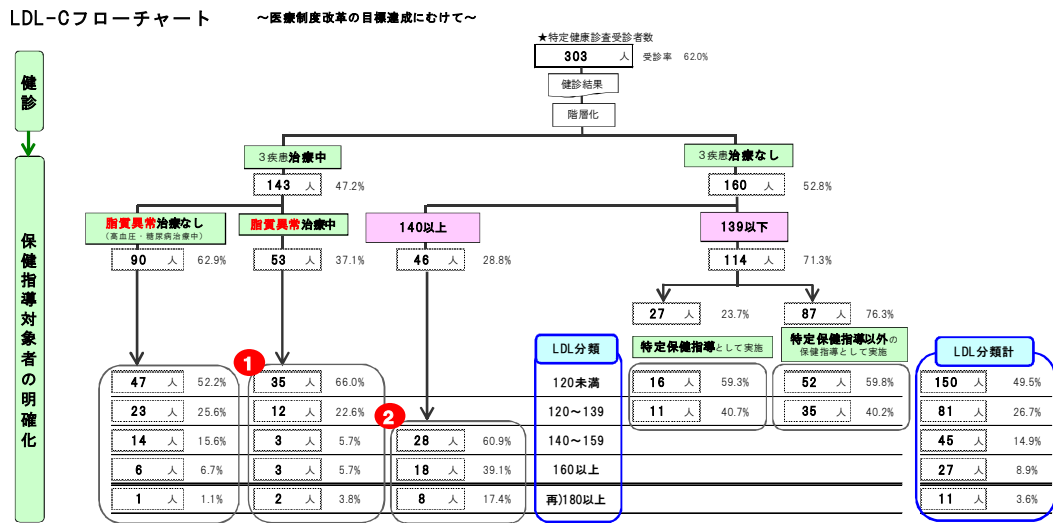 LDL-Cフローチャート ～医療制度改革の目標達成にむけて～
★特定健康診査受診者数
303 人 受診率 62.0%
健診結果
階層化
健診
保健指導対象者の明確化
3疾患治療中 3疾患治療なし
143 人 47.2% 160 人 52.8%
脂質異常治療なし 脂質異常治療中 140以上 139以下
（高血圧・糖尿病治療中）
90 人 62.9% 53 人 37.1% 46 人 28.8% 114 人 71.3%
27 人 23.7% 87 人 76.3%
特定保健指導として実施 特定保健指導以外の
保健指導として実施
LDL分類 LDL分類計
1
47 人 52.2% 35 人 66.0% 120未満 16 人 59.3% 52 人 59.8% 150 人 49.5%
23 人 25.6% 12 人 22.6% 120～139 11 人 40.7% 35 人 40.2% 81 人 26.7%
2
14 人 15.6% 3 人 5.7% 28 人 60.9% 140～159 45 人 14.9%
6 人 6.7% 3 人 5.7% 18 人 39.1% 160以上 27 人 8.9%
1 人 1.1% 2 人 3.8% 8 人 17.4% 再)180以上 11 人 3.6%